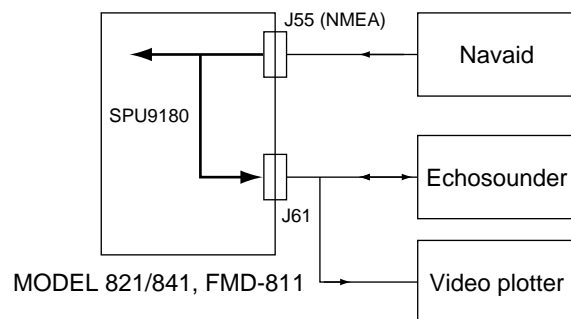 J55 (NMEA)
Navaid
SPU9180
Echosounder
J61
MODEL 821/841, FMD-811
Video plotter